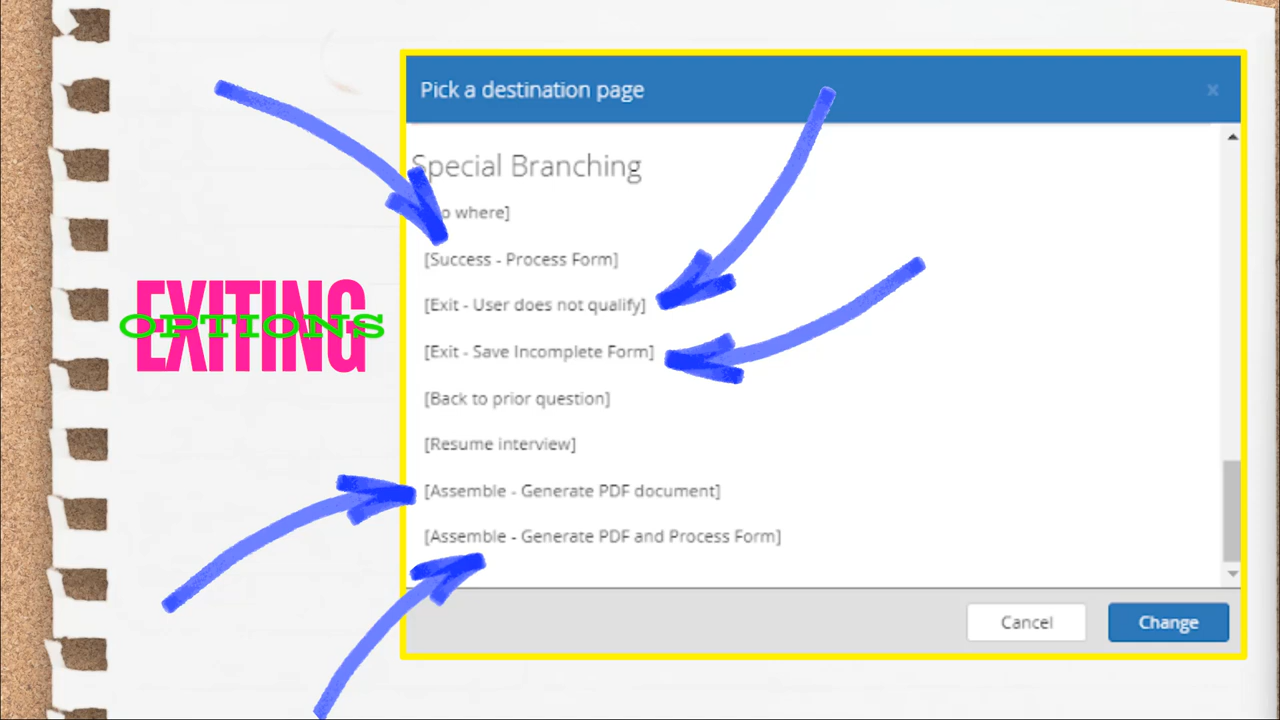 Pick a destination page
Special Branching
where]
[Success - Process Form]
[Exit - User does not qualify]
[Exit - Save Incomplete Form]
[Back to prior question]
[Resume interview]
[Assemble - Generate PDF document]
[Assemble - Generate PDF and Process Form]
Cancel
Change
EXITING
OPTIONS